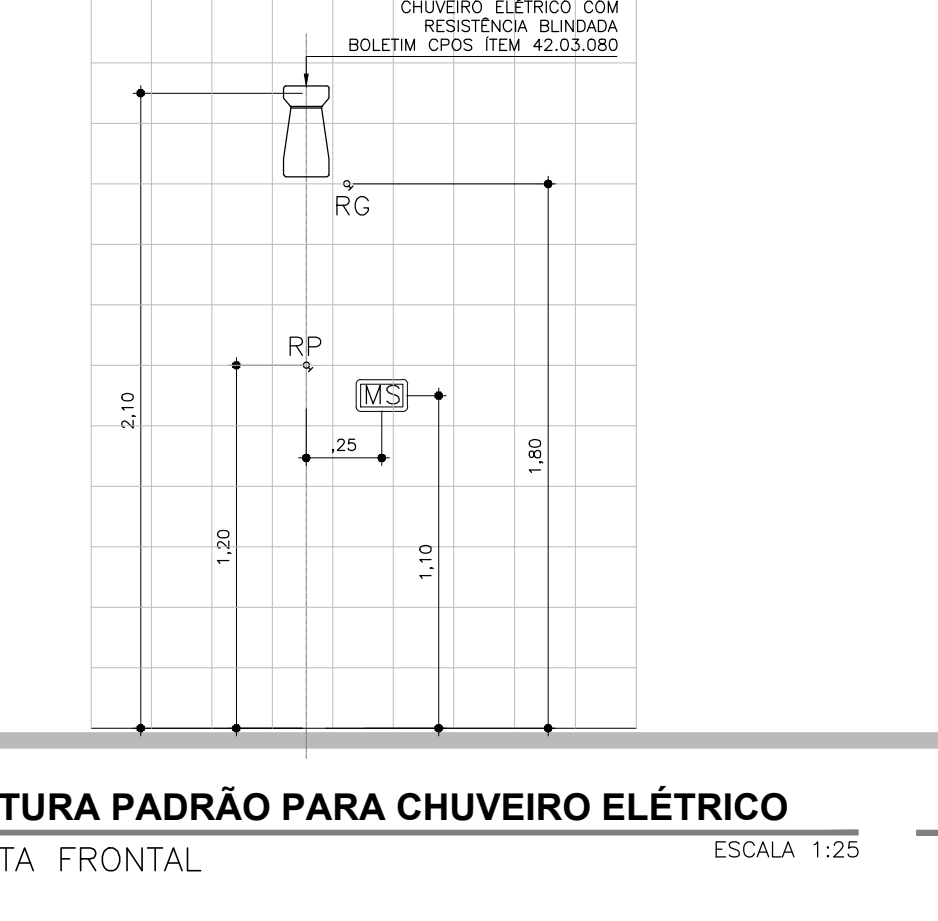 CHUVEIRO ELÉTRICO COM
RESISTÊNCIA BLINDADA
BOLETIM CPOS ÍTEM 42.03.080
RG
RP
MS
2,10
,25
1,80
1,20
1,10
TURA PADRÃO PARA CHUVEIRO ELÉTRICO
TA FRONTAL
ESCALA 1:25